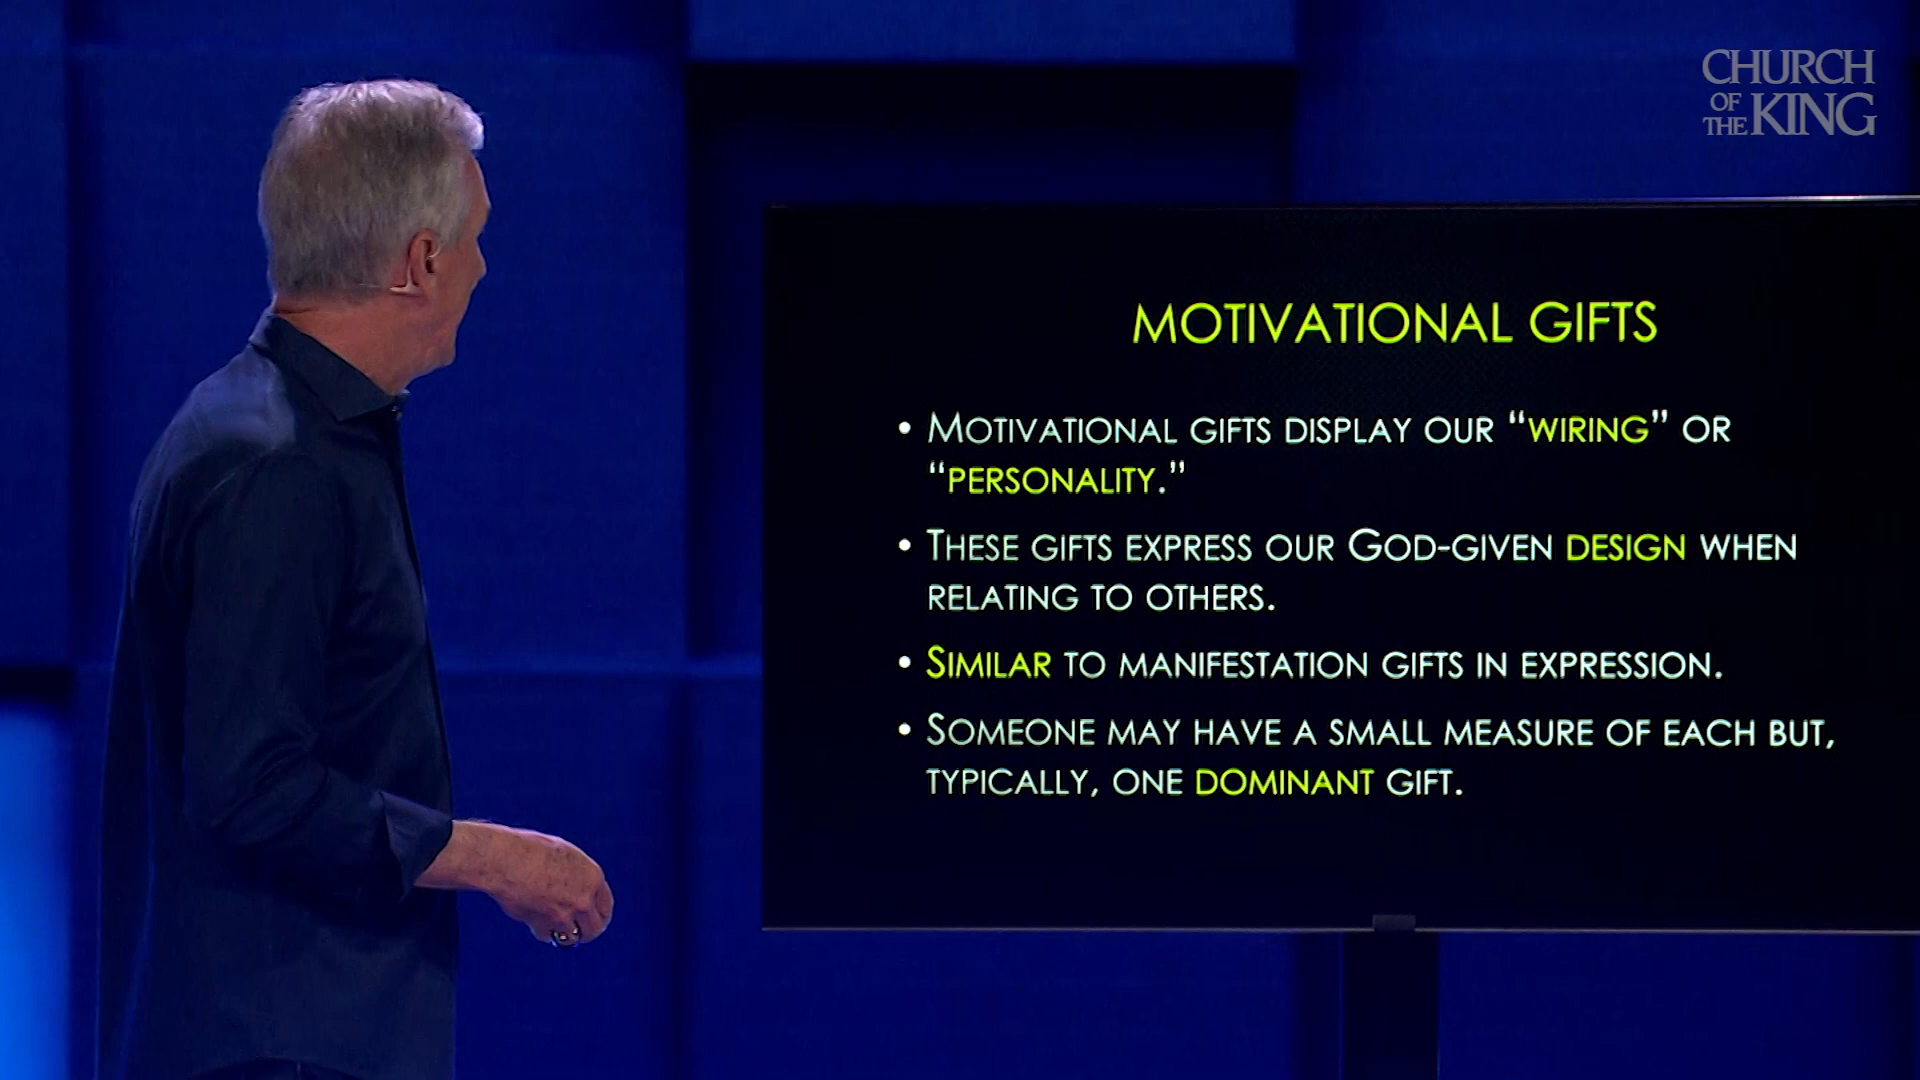 CHURCH
OF
THE KING
MOTIVATIONAL GIFTS
• MOTIVATIONAL GIFTS DISPLAY OUR “WIRING” OR
“PERSONALITY.”
• THESE GIFTS EXPRESS OUR GOD-GIVEN DESIGN WHEN
RELATING TO OTHERS.
• SIMILAR TO MANIFESTATION GIFTS IN EXPRESSION.
• SOMEONE MAY HAVE A SMALL MEASURE OF EACH BUT,
TYPICALLY, ONE DOMINANT GIFT.